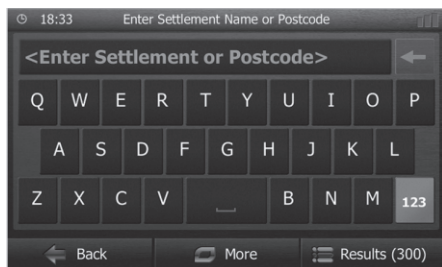 18:33 Enter Settlement Name or Postcode
<Enter Settlement or Postcode>
Q W E R T Y U I O P
A S D F G H J K L
Z X C V B N M 123
Back More Results (300)